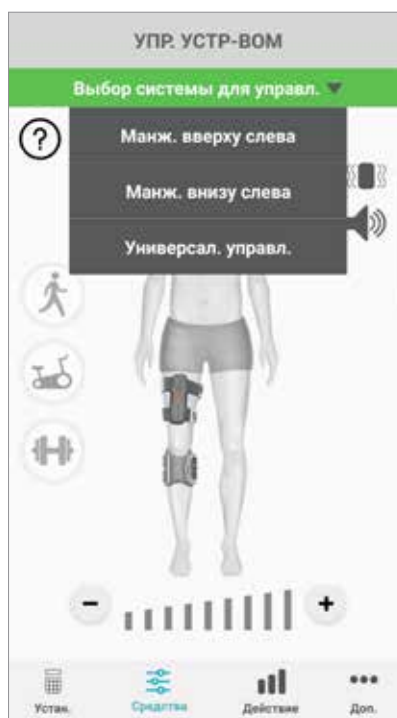 УПР. УСТР-ВОМ
Выбор системы для управл.
?
Манж. вверху слева
Манж. внизу слева
Универсал. управл.
Устан.
Средства
Действие
Доп.